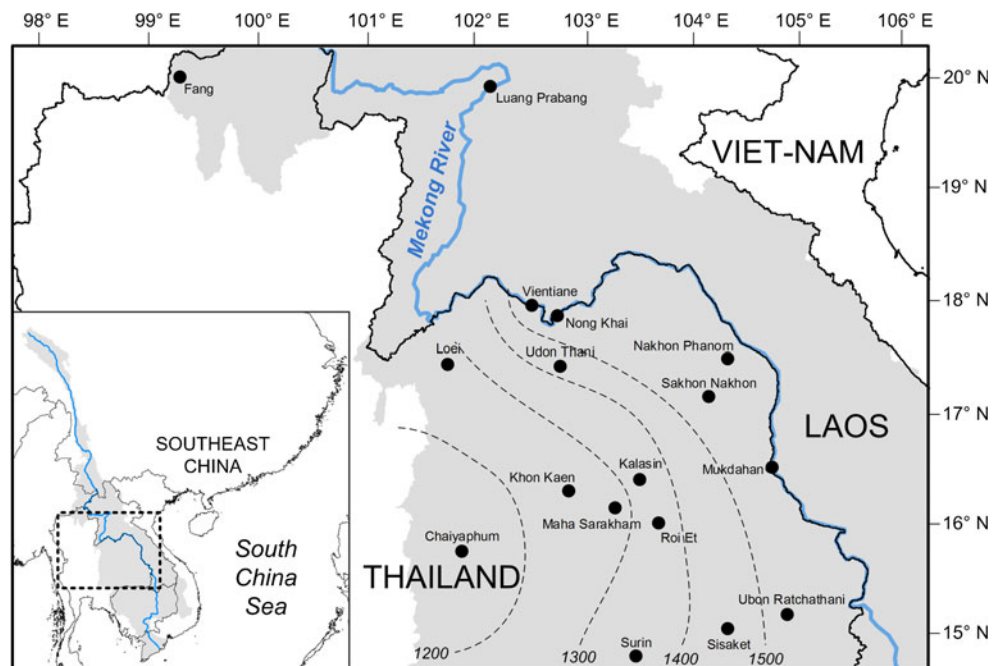 98° E 99° E 100° E 101° E 102° E 103° E 104° E 105° E 106° E
20° N
Fang
Luang Prabang
Mekong River
VIET-NAM
19° N
18° N
Vientiane
Nong Khai
Loei
Udon Thani
Nakhon Phanom
Sakhon Nakhon
17° N
LAOS
SOUTHEAST
CHINA
Khon Kaen
Kalasin
Mukdahan
Maha Sarakham
Roi Et
16° N
Chaiyaphum
South
China
Sea
THAILAND
Ubon Ratchathani
Sisaket
Surin
15° N
1200
1300
1400
1500